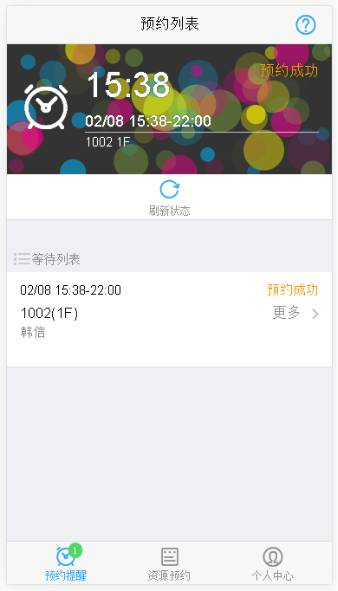 预约列表
15:38
预约成功
02/08 15:38-22:00
1002 1F
刷新状态
等待列表
02/08 15:38-22:00
预约成功
1002(1F)
更多
韩信
1
预约提醒
资源预约
个人中心